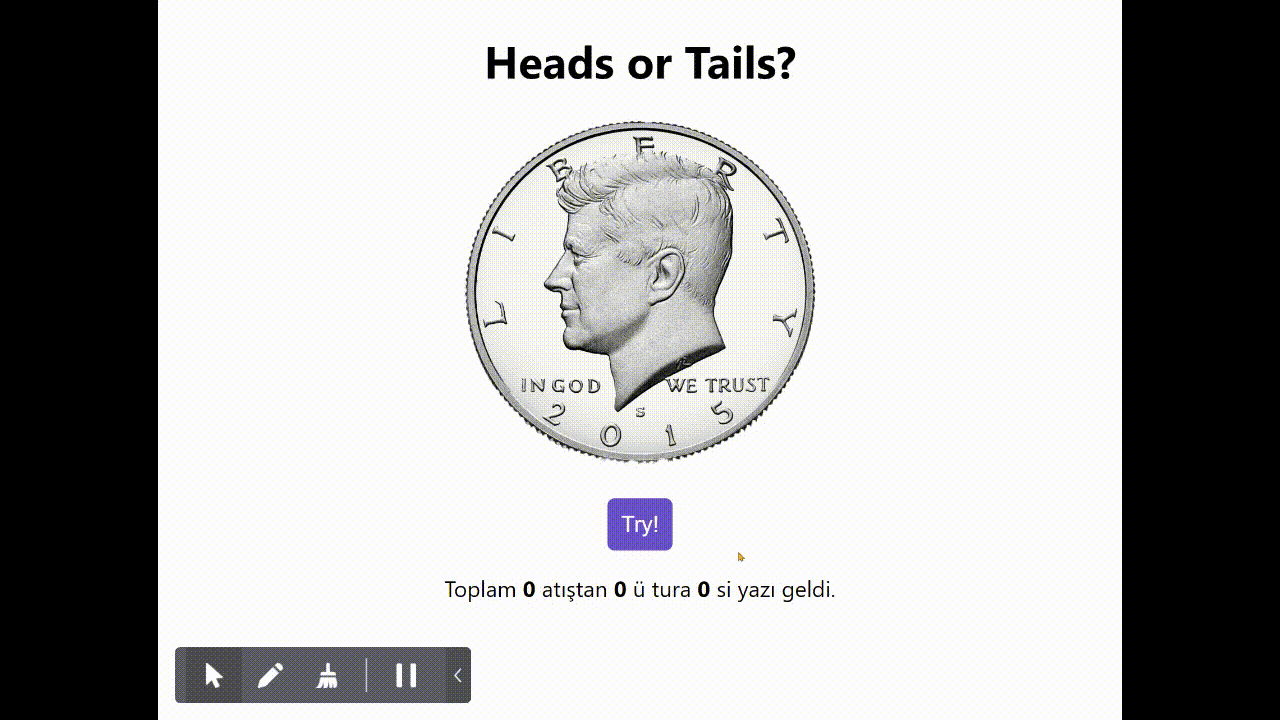 Heads or Tails?
LIBERTY
IN GOD WE TRUST
S
2015
Try!
Toplam 0 atıştan 0 ü tura 0 si yazı geldi.